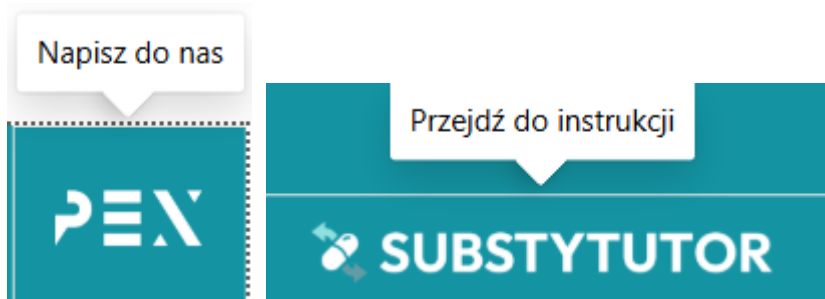 Napisz do nas
PEX
Przejdź do instrukcji
SUBSTYTUTOR